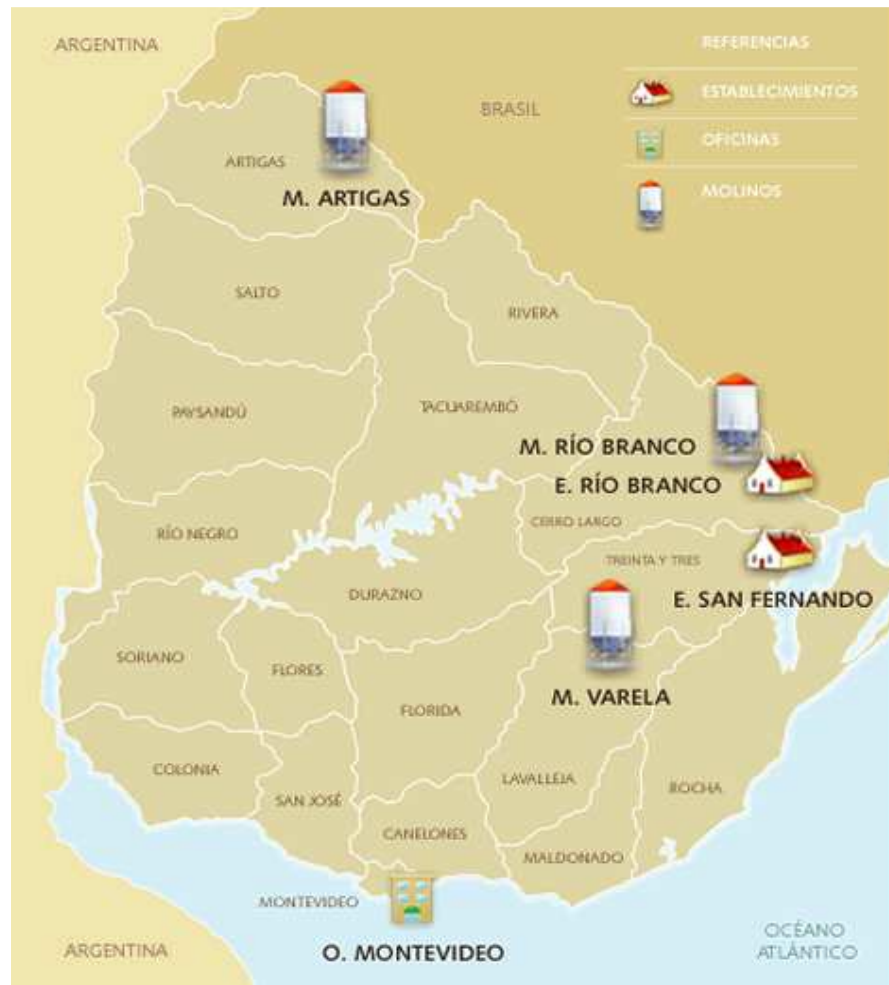 ARGENTINA
REFERENCIAS
ESTABLECIMIENTOS
OFICINAS
MOLINOS
BRASIL
ARTIGAS
M. ARTIGAS
SALTO
RIVERA
PAYSANDÚ
TACUAREMBÓ
M. RÍO BRANCO
E. RÍO BRANCO
CERRO LARGO
RÍO NEGRO
TREINTA Y TRES
DURAZNO
E. SAN FERNANDO
SORIANO
FLORES
M. VARELA
FLORIDA
COLONIA
SAN JOSÉ
LAVALLEJA
ROCHA
CANELONES
MALDONADO
MONTEVIDEO
O. MONTEVIDEO
ARGENTINA
OCÉANO
ATLÁNTICO